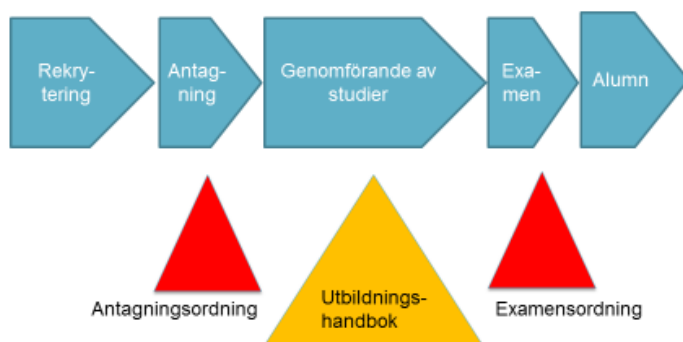 Rekry-
tering
Antag-
ning
Genomförande av
studier
Exa-
men
Alumn
Antagningsordning
Utbildnings-
handbok
Examensordning